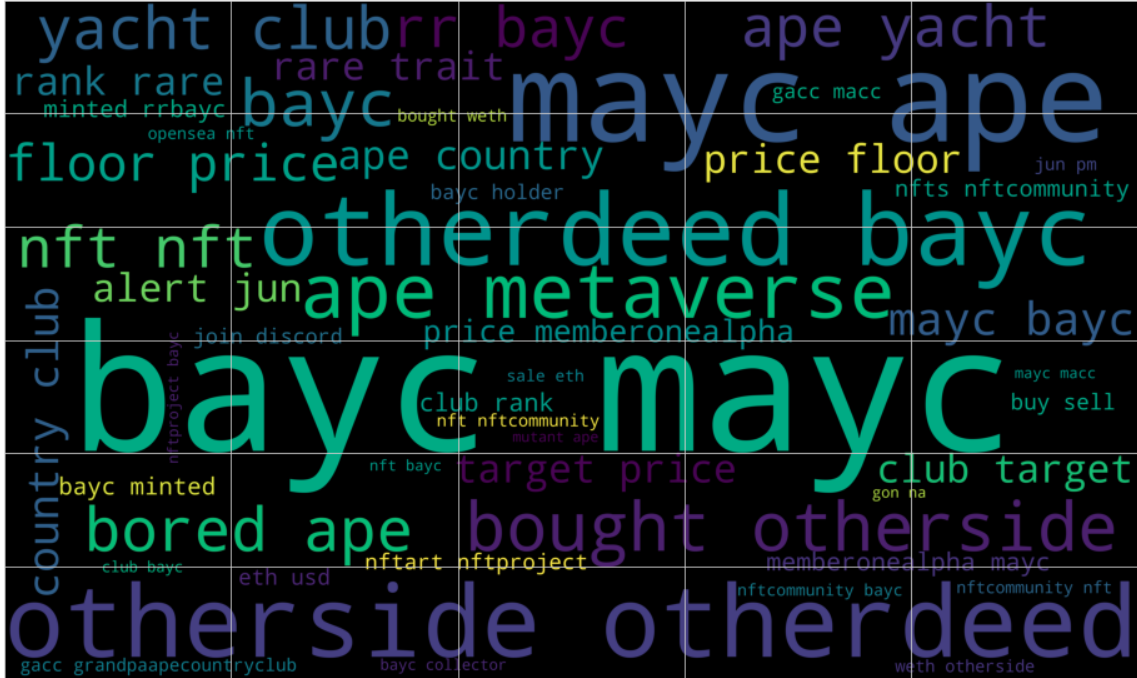 yacht club
rr bayc
ape yacht
rare trait
rank rare
mayc ape
bayc
gacc macc
minted rrbayc
bought weth
opensea nft
floor price
ape country
price floor
jun pm
bayc holder
nfts nftcommunity
otherdeed bayc
nft nft
alert jun
ape metaverse
mayc bayc
join discord
price memberonealpha
country club
nftproject bayc
bayc mayc
sale eth
mayc macc
club rank
buy sell
nft nftcommunity
mutant ape
nft bayc
target price
club target
bayc minted
gon na
bored ape
bought otherside
nftart nftproject
memberonealpha mayc
club bayc
eth usd
nftcommunity bayc
nftcommunity nft
otherside otherdeed
gacc grandpaapecountryclub
bayc collector
weth otherside